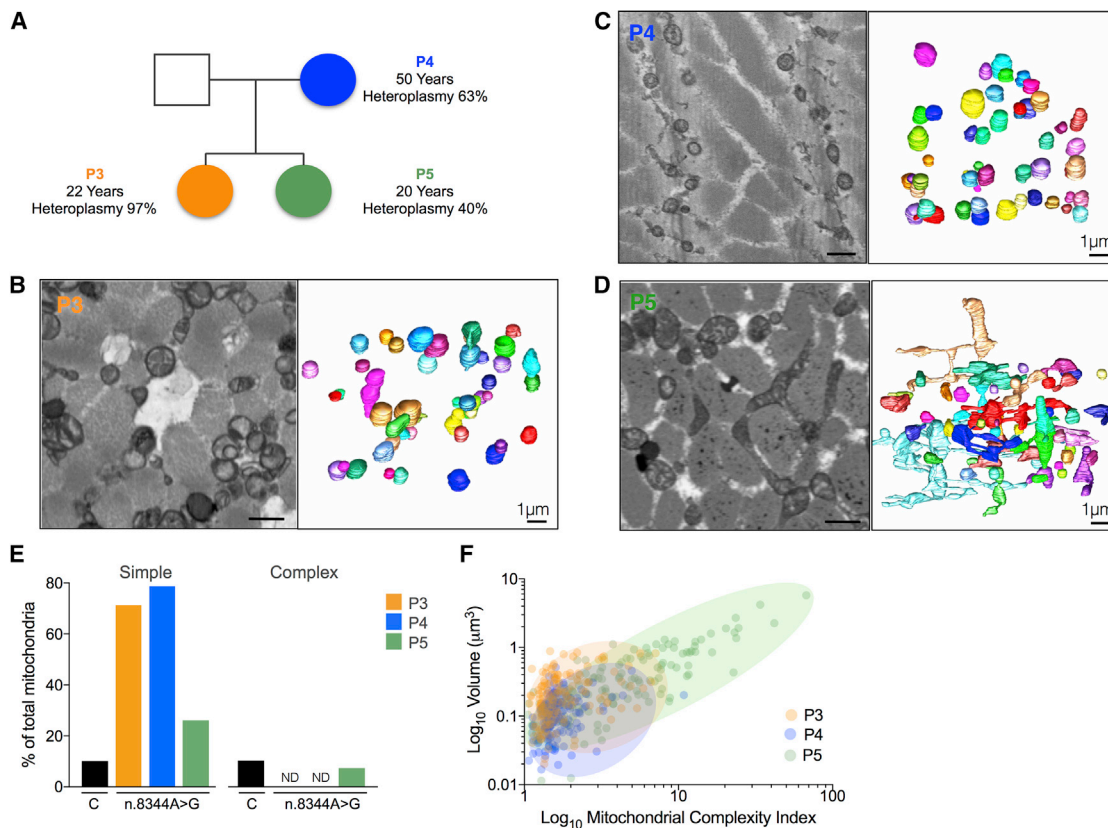 A
P4
50 Years
Heteroplasmy 63%
P3
22 Years
Heteroplasmy 97%
P5
20 Years
Heteroplasmy 40%
B
P3
1μm
C
P4
1μm
D
P5
1μm
E
Simple
Complex
% of total mitochondria
80
60
40
20
0
ND
ND
C
n.8344A>G
C
n.8344A>G
P3
P4
P5
F
Log10 Volume (μm³)
10
1
0.1
0.01
1
10
100
Log10 Mitochondrial Complexity Index
P3
P4
P5